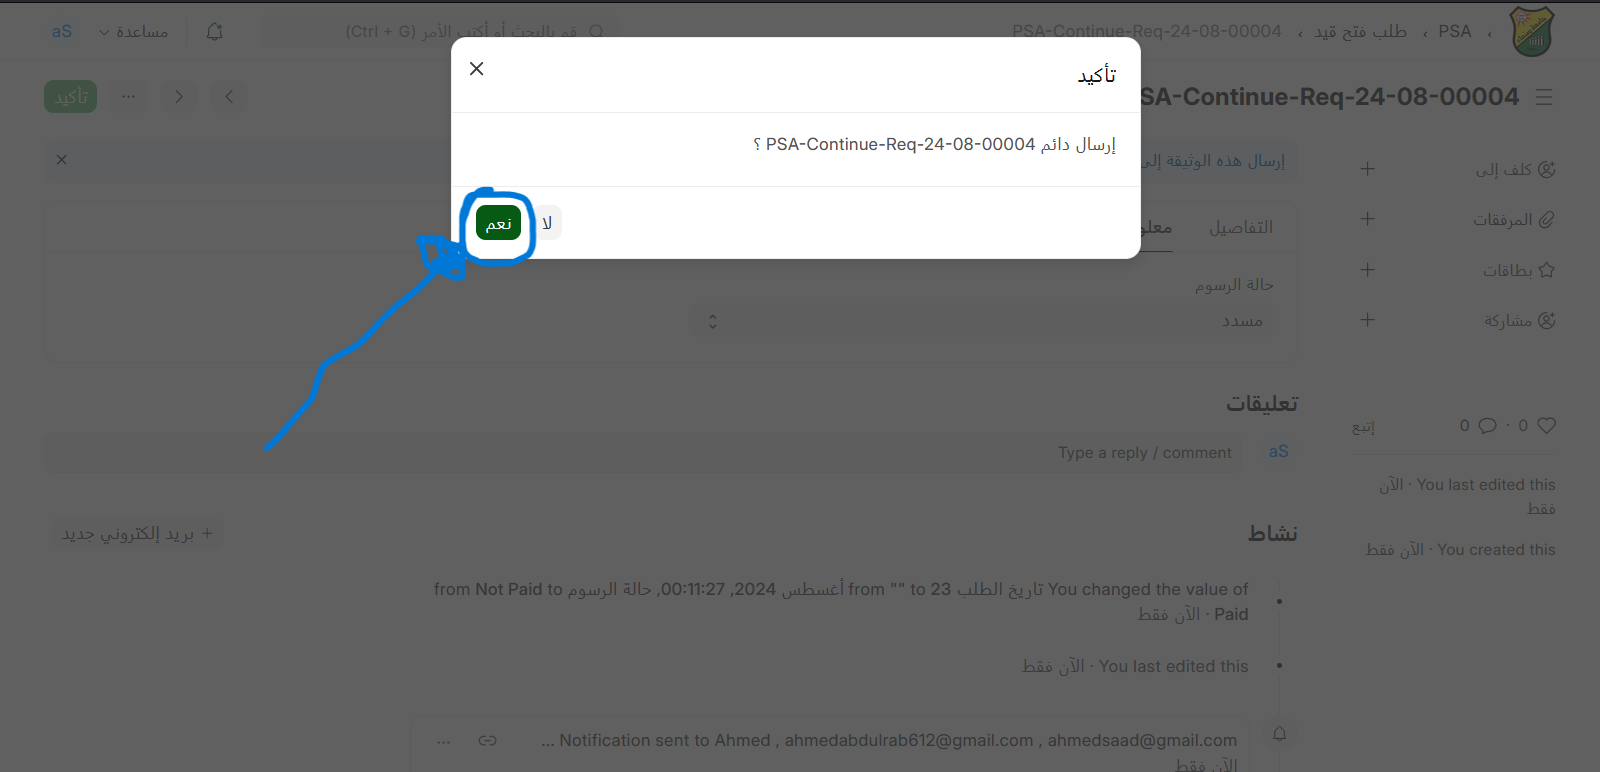 PSA › طلب فتح قيد › PSA-Continue-Req-24-08-00004
قم بالبحث أو أكتب الأمر (Ctrl + G)
مساعدة
aS
SA-Continue-Req-24-08-00004
تأكيد
تأكيد
إرسال دائم PSA-Continue-Req-24-08-00004 ؟
لا
نعم
إرسال هذه الوثيقة إلى
كلف إلى
المرفقات
بطاقات
مشاركة
التفاصيل
معلو
حالة الرسوم
مسدد
تعليقات
0 · 0
إتبع
aS
Type a reply / comment
You last edited this · الآن
فقط
You created this · الآن فقط
نشاط
+ بريد إلكتروني جديد
You changed the value of تاريخ الطلب from "" to 23 أغسطس 2024, 00:11:27, حالة الرسوم from Not Paid to
Paid · الآن فقط
You last edited this · الآن فقط
Notification sent to Ahmed , ahmedabdulrab612@gmail.com , ahmedsaad@gmail.com ...
الآن فقط